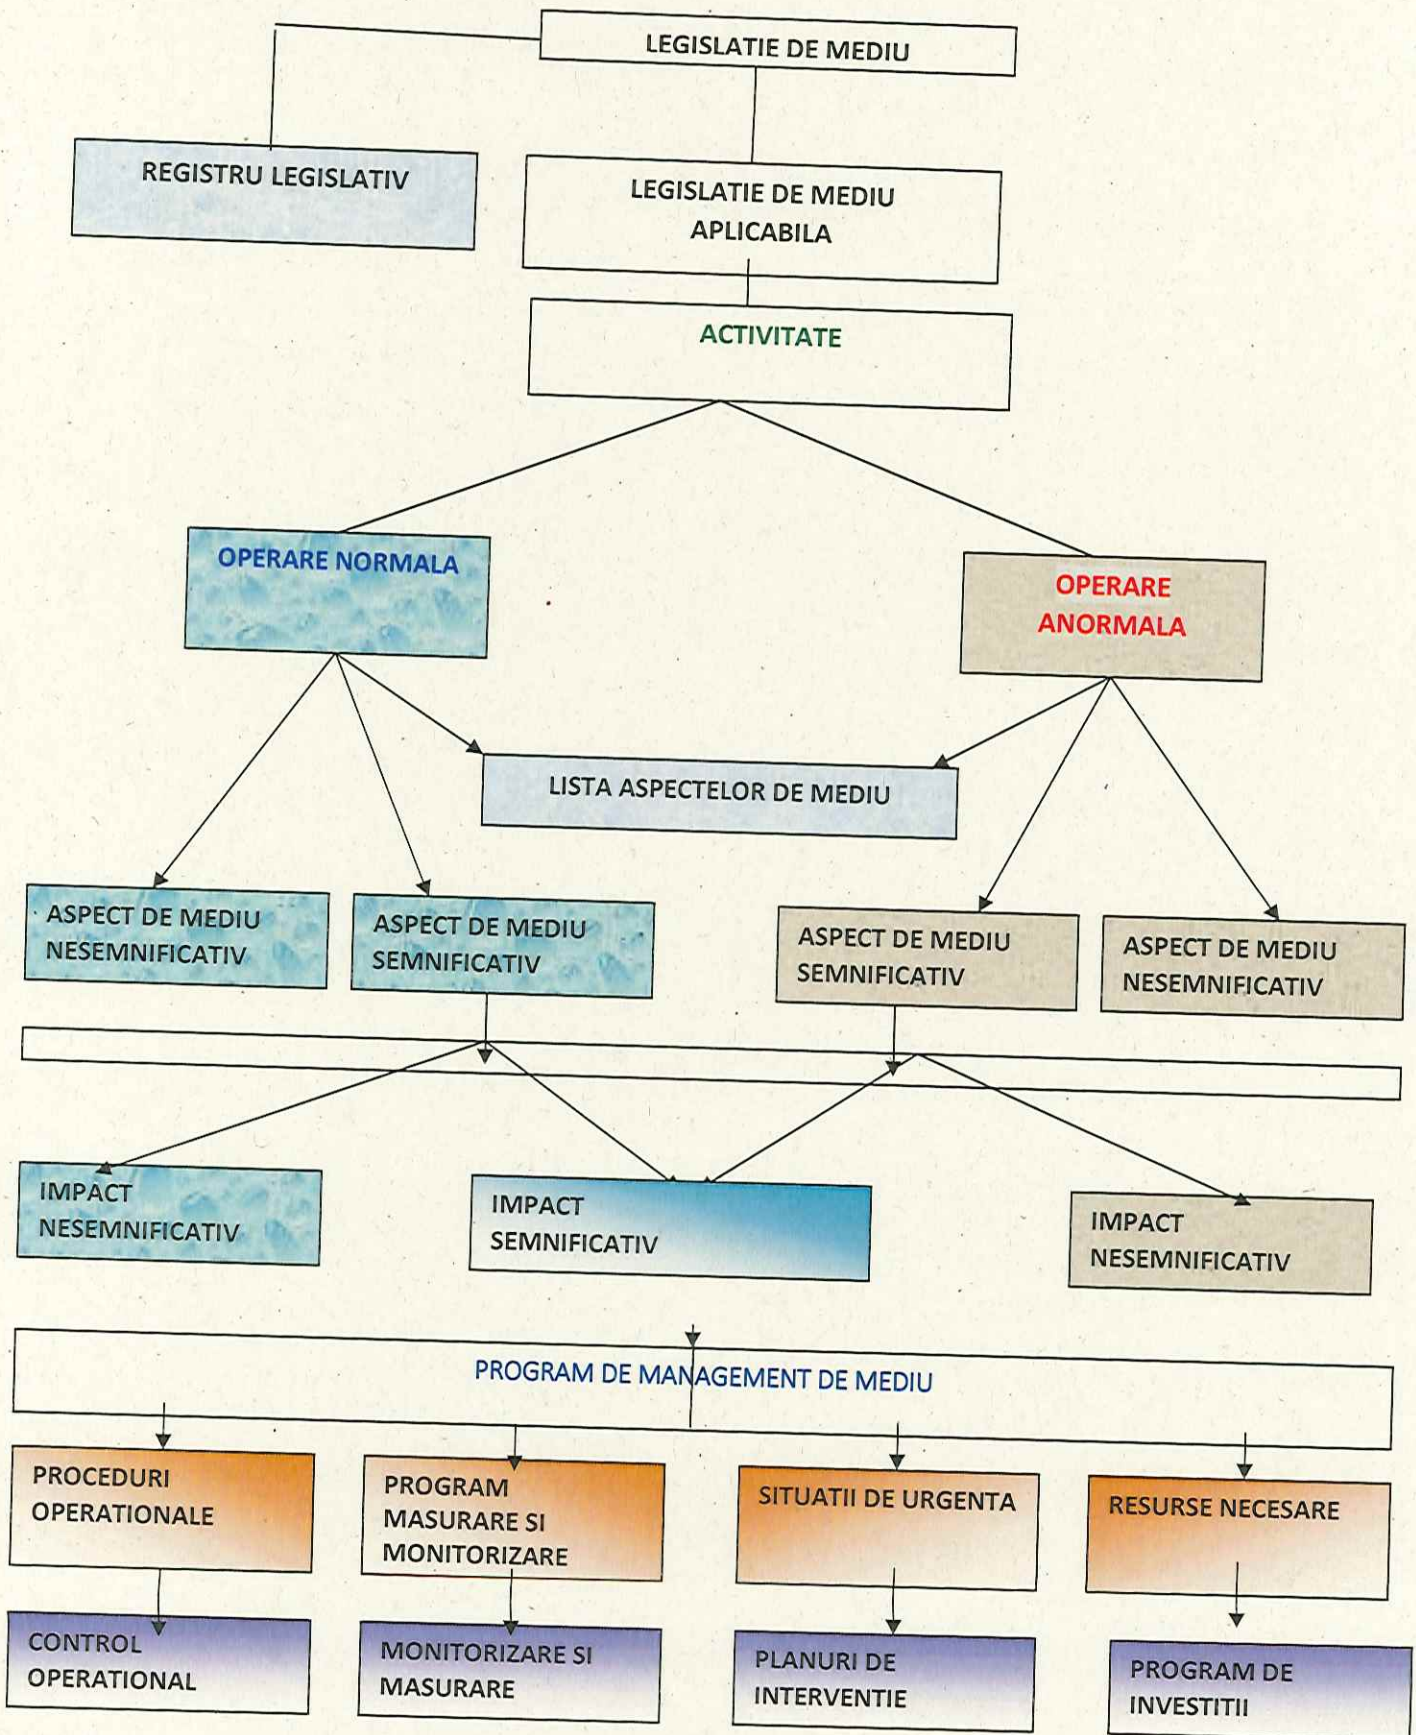 LEGISLATIE DE MEDIU
REGISTRU LEGISLATIV
LEGISLATIE DE MEDIU
APLICABILA
ACTIVITATE
OPERARE NORMALA
OPERARE
ANORMALA
LISTA ASPECTELOR DE MEDIU
ASPECT DE MEDIU
NESEMNIFICATIV
ASPECT DE MEDIU
SEMNIFICATIV
ASPECT DE MEDIU
SEMNIFICATIV
ASPECT DE MEDIU
NESEMNIFICATIV
IMPACT
NESEMNIFICATIV
IMPACT
SEMNIFICATIV
IMPACT
NESEMNIFICATIV
PROGRAM DE MANAGEMENT DE MEDIU
PROCEDURI
OPERATIONALE
PROGRAM
MASURARE SI
MONITORIZARE
SITUATII DE URGENTA
RESURSE NECESARE
CONTROL
OPERATIONAL
MONITORIZARE SI
MASURARE
PLANURI DE
INTERVENTIE
PROGRAM DE
INVESTITII